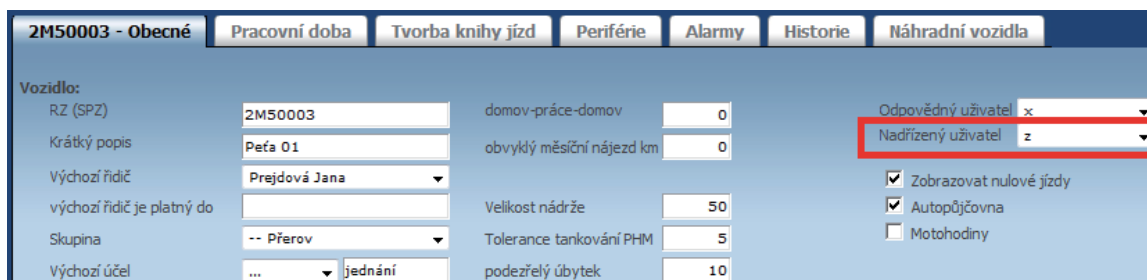 2M50003 - Obecné Pracovní doba Tvorba knihy jízd Periférie Alarmy Historie Náhradní vozidla
Vozidlo:
RZ (SPZ) 2M50003 domov-práce-domov 0 Odpovědný uživatel x
Krátký popis Peťa 01 obvyklý měsíční nájezd km 0 Nadřízený uživatel z
Výchozí řidič Prejdová Jana Zobrazovat nulové jízdy
výchozí řidič je platný do Velikost nádrže 50 Autopůjčovna
Skupina -- Přerov Tolerance tankování PHM 5 Motohodiny
Výchozí účel ... jednání podezřelý úbytek 10